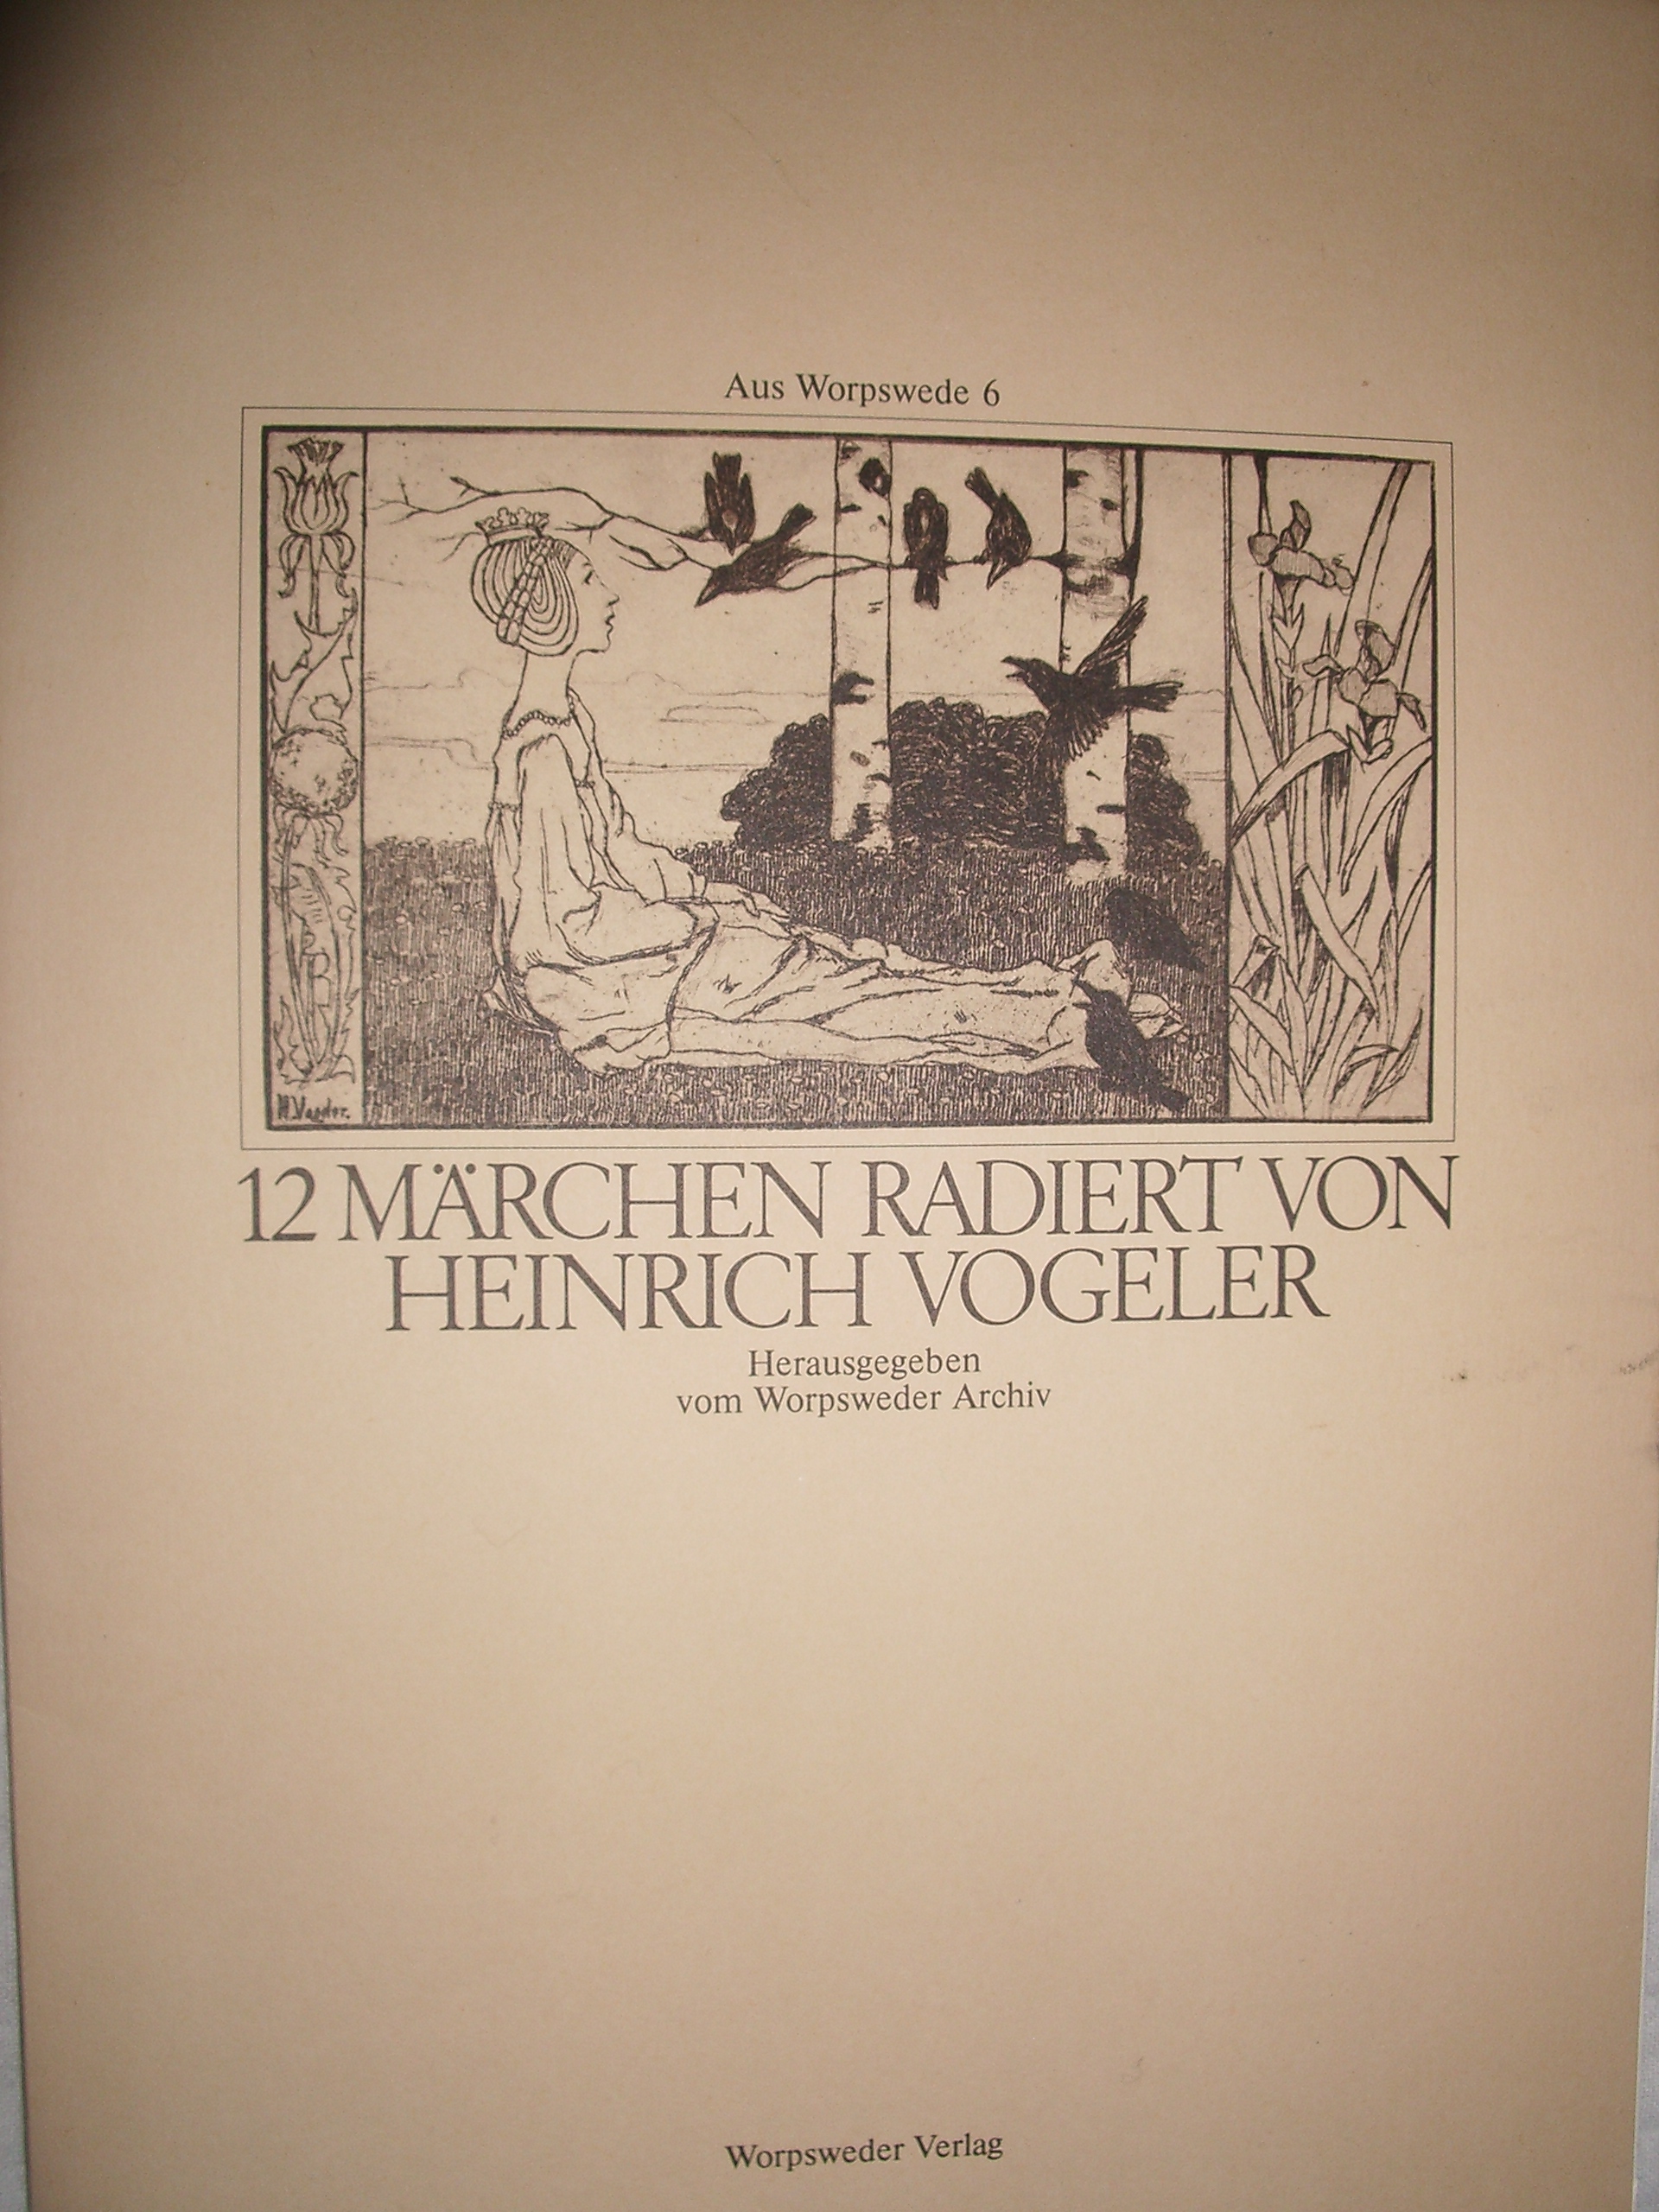 Aus Worpswede 6
12 MÄRCHEN RADIERT VON
HEINRICH VOGELER
Herausgegeben
vom Worpsweder Archiv
Worpsweder Verlag